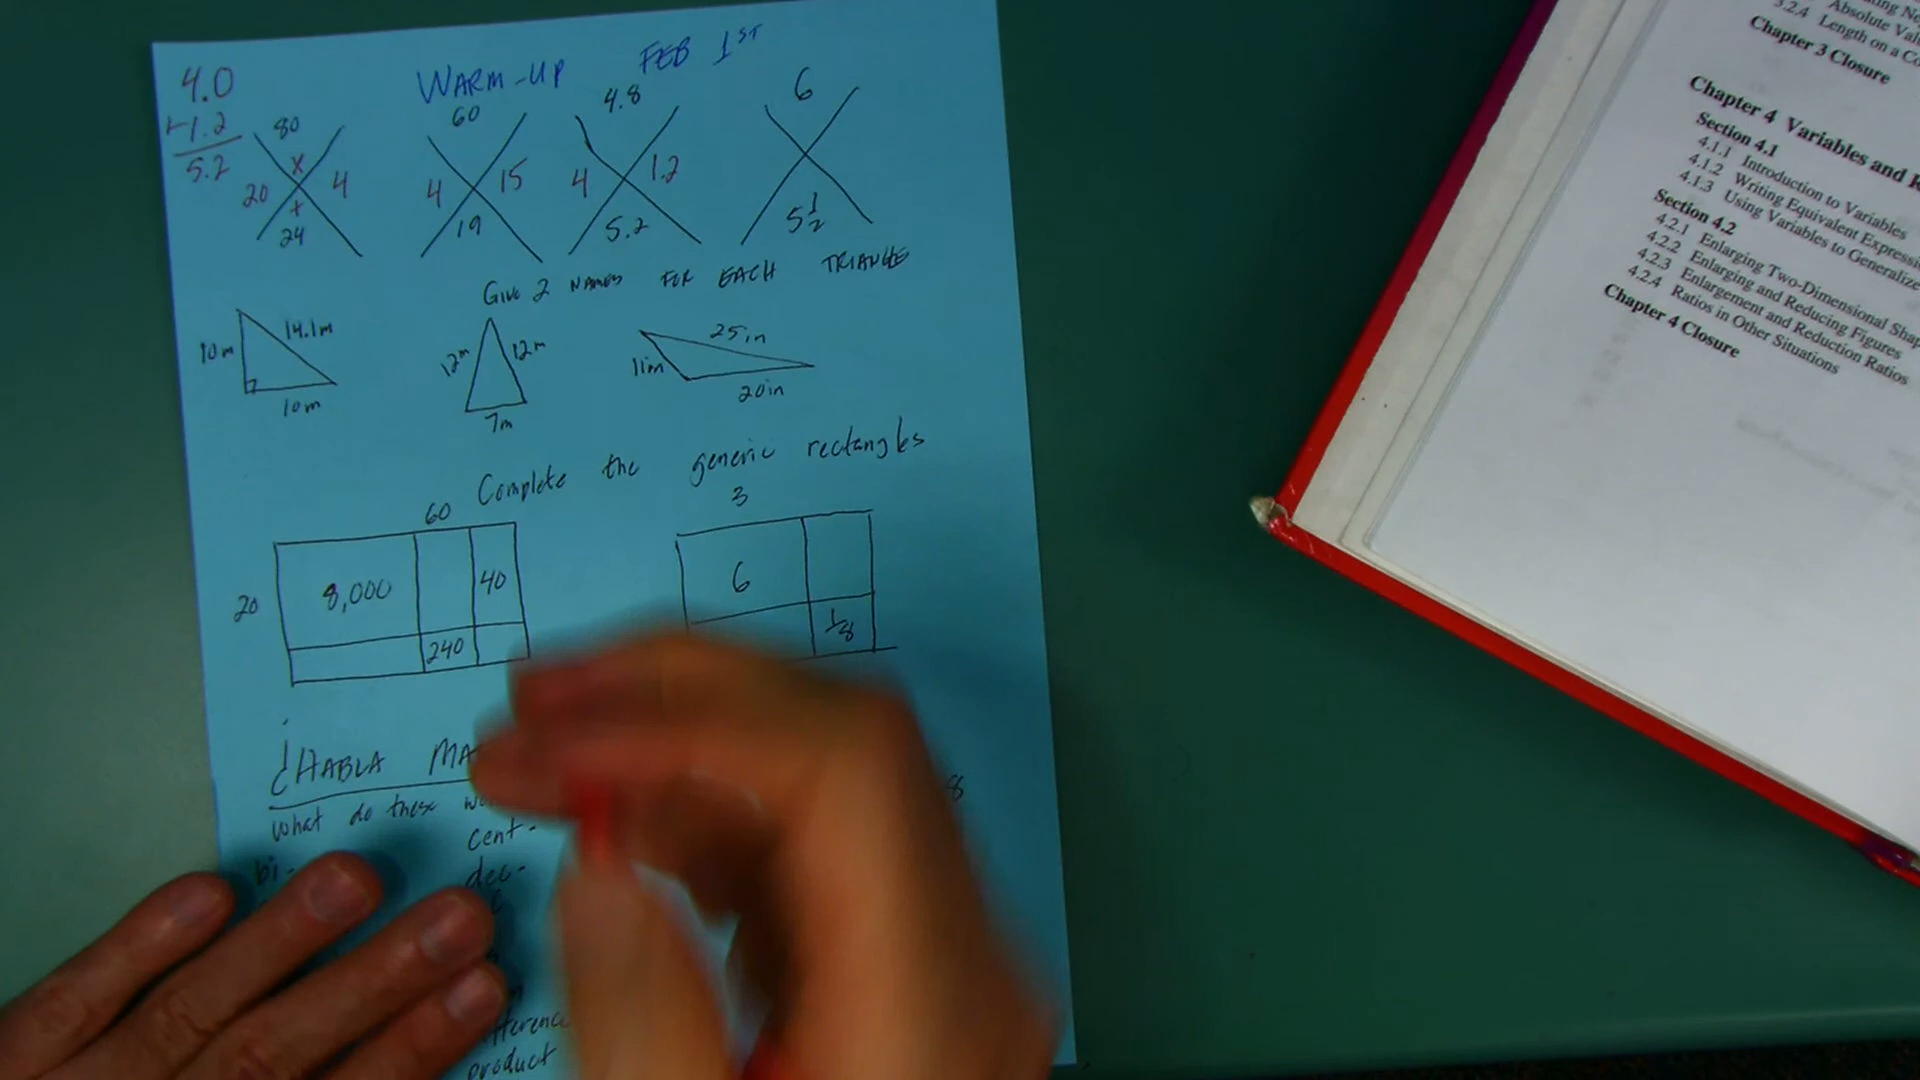 4.0
+1.2
5.2
WARM-UP FEB 1ST
80
x
20 4
+
24
60
4 15
19
4.8
4 1.2
5.2
6
5 1/2
GIVE 2 NAMES FOR EACH TRIANGLE
10m 14.1m
10m
12m 12m
7m
25in
11in
20in
Complete the generic rectangles
60
20 8,000 40
240
3
6
1/8
¿HABLA
What do these
bi-
cent-
dec-
product
8
3.2.4 Length on a
Chapter 3 Closure
Chapter 4 Variables and
Section 4.1
4.1.1 Introduction to Variables
4.1.2 Writing Equivalent
4.1.3 Using Variables to Generalize
Section 4.2
4.2.1 Enlarging Two-Dimensional
4.2.2 Enlarging and Reducing Figures
4.2.3 Enlargement and Reduction Ratios
4.2.4 Ratios in Other Situations
Chapter 4 Closure